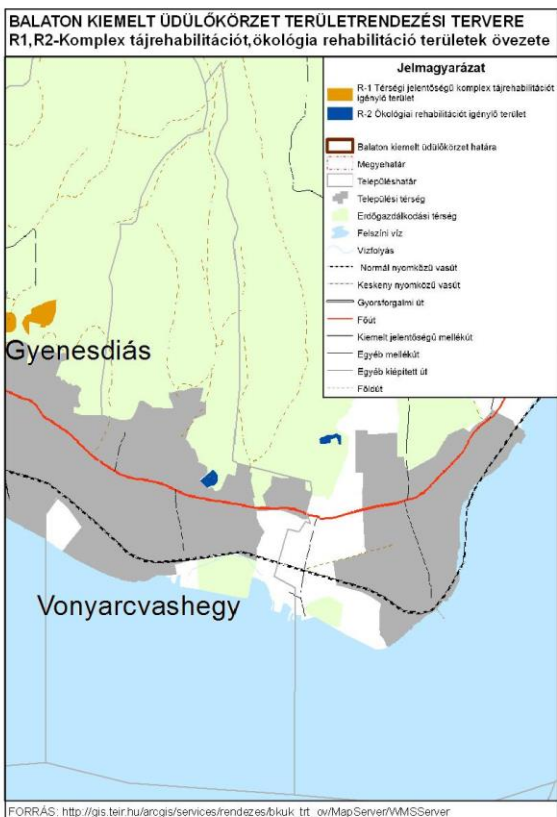 BALATON KIEMELT ÜDÜLŐKÖRZET TERÜLETRENDEZÉSI TERVERE
R1,R2-Komplex tájrehabilitációt,ökológia rehabilitáció területek övezete
Jelmagyarázat
R-1 Térségi jelentőségű komplex tájrehabilitációt
igénylő terület
R-2 Ökológiai rehabilitációt igénylő terület
Balaton kiemelt üdülőkörzet határa
Megyehatár
Településhatár
Települési térség
Erdőgazdálkodási térség
Felszíni víz
Vízfolyás
Normál nyomközű vasút
Keskeny nyomközű vasút
Gyorsforgalmi út
Főút
Kiemelt jelentőségű mellékút
Egyéb mellékút
Egyéb kiépített út
Földút
Gyenesdiás
Vonyarcvashegy
FORRÁS: http://gis.teir.hu/arcgis/services/rendezes/bkuk_trt_ov/MapServer/WMSServer